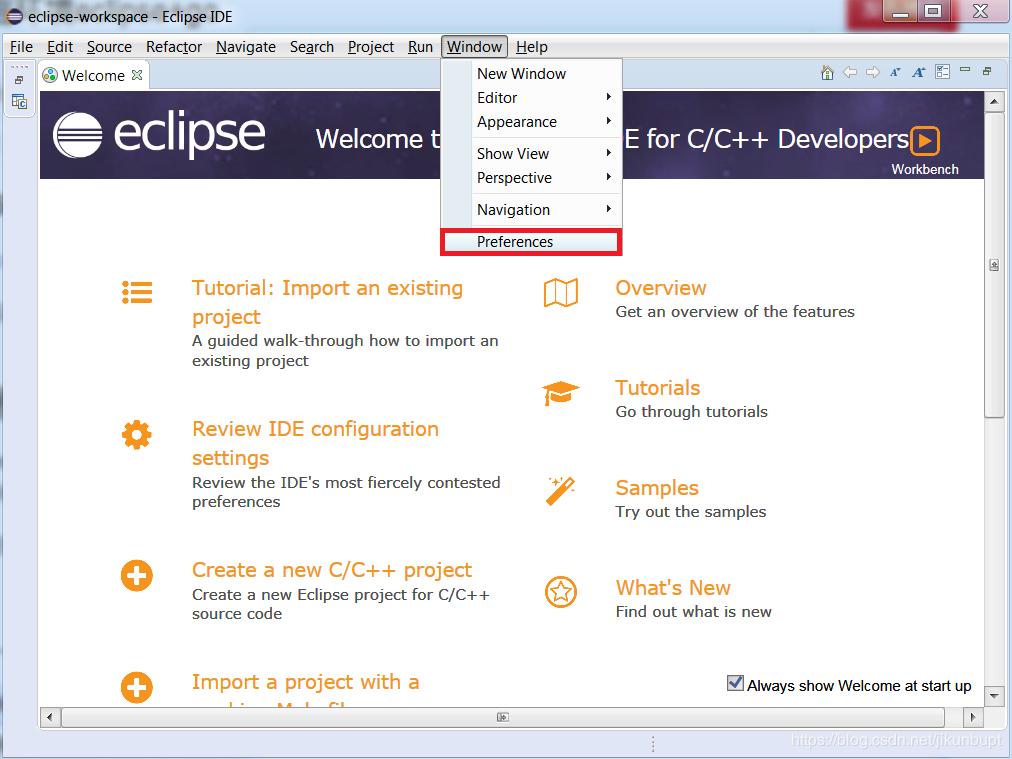 eclipse-workspace - Eclipse IDE
File Edit Source Refactor Navigate Search Project Run Window Help
Welcome
New Window
Editor
Appearance
Show View
Perspective
Navigation
Preferences
eclipse
Welcome t E for C/C++ Developers
Workbench
Tutorial: Import an existing
project
A guided walk-through how to import an
existing project
Review IDE configuration
settings
Review the IDE's most fiercely contested
preferences
Create a new C/C++ project
Create a new Eclipse project for C/C++
source code
Import a project with a
Overview
Get an overview of the features
Tutorials
Go through tutorials
Samples
Try out the samples
What's New
Find out what is new
Always show Welcome at start up
https://blog.csdn.net/jikunbupt